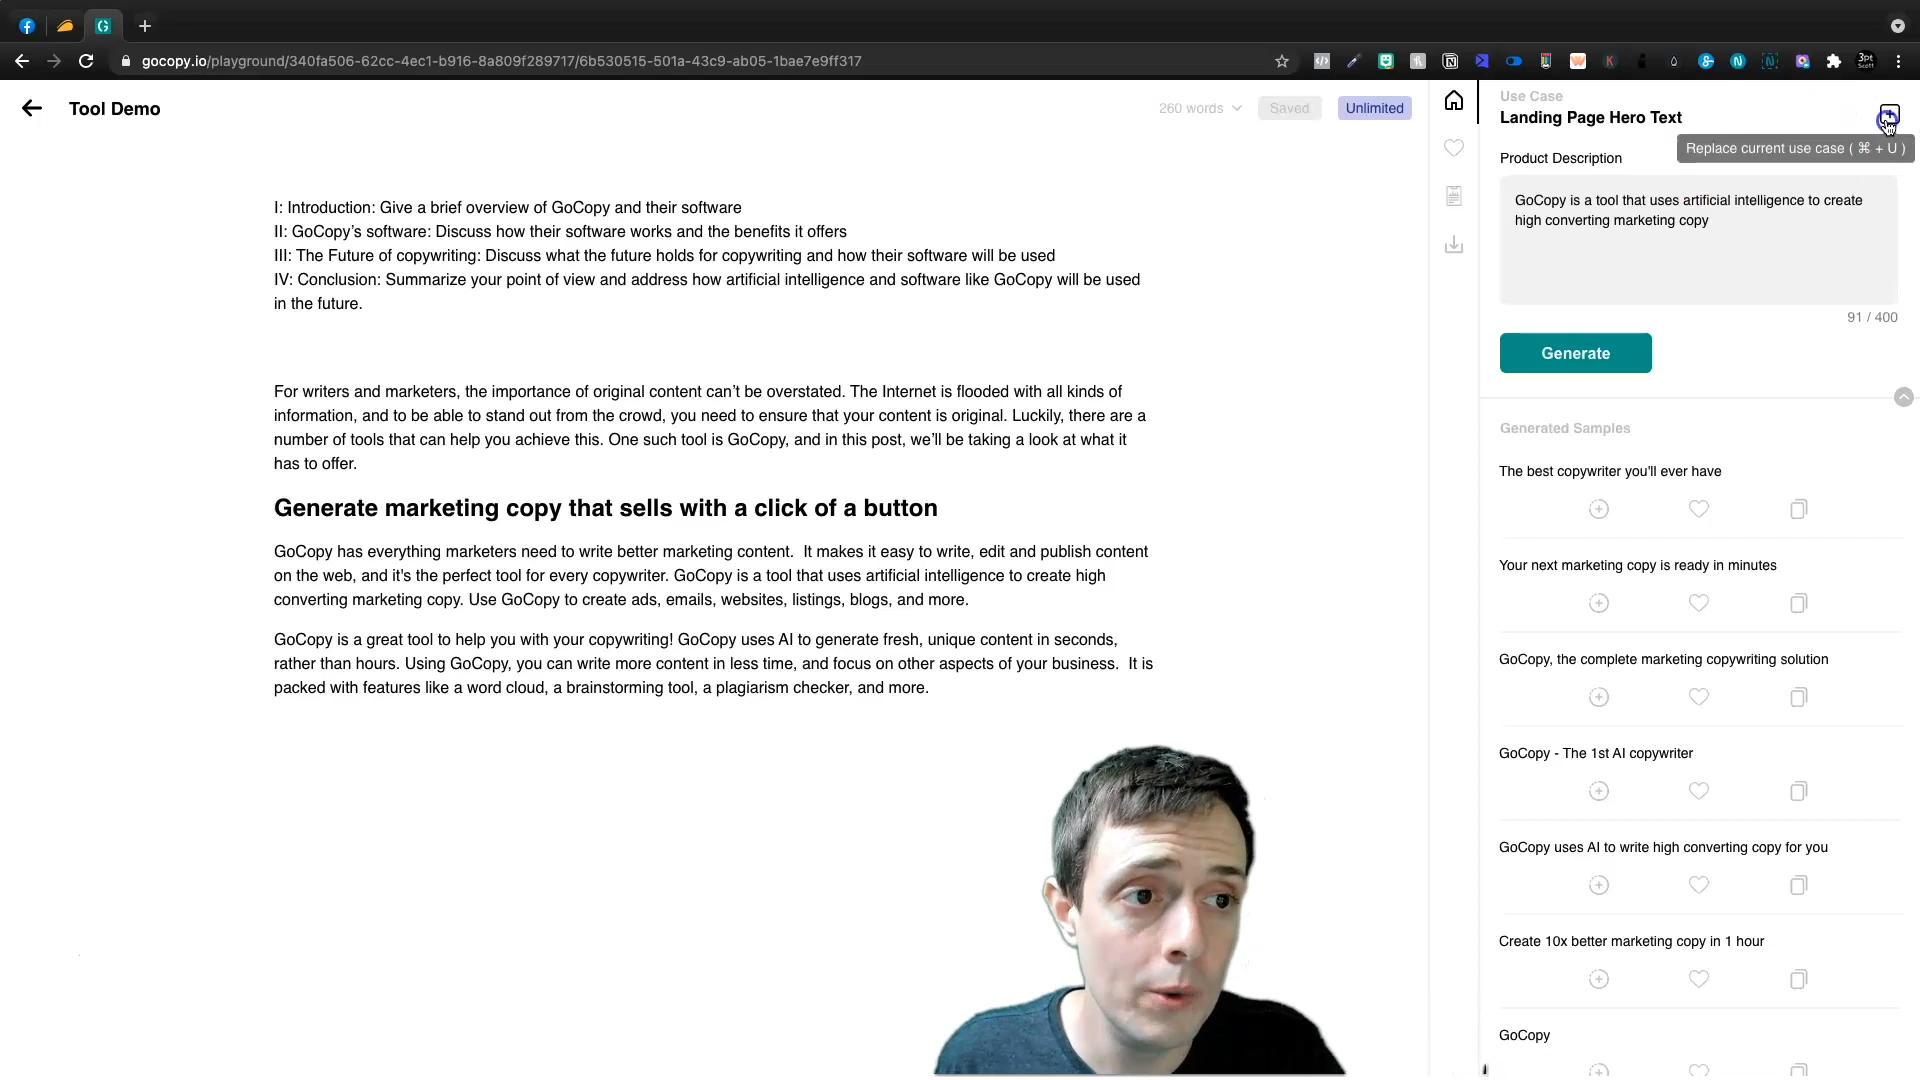 gocopy.io/playground/340fa506-62cc-4ec1-b916-8a809f289717/6b530515-501a-43c9-ab05-1bae7e9ff317
3pt
Scott
Tool Demo
260 words
Saved
Unlimited
I: Introduction: Give a brief overview of GoCopy and their software
II: GoCopy’s software: Discuss how their software works and the benefits it offers
III: The Future of copywriting: Discuss what the future holds for copywriting and how their software will be used
IV: Conclusion: Summarize your point of view and address how artificial intelligence and software like GoCopy will be used
in the future.
For writers and marketers, the importance of original content can’t be overstated. The Internet is flooded with all kinds of
information, and to be able to stand out from the crowd, you need to ensure that your content is original. Luckily, there are a
number of tools that can help you achieve this. One such tool is GoCopy, and in this post, we’ll be taking a look at what it
has to offer.
Generate marketing copy that sells with a click of a button
GoCopy has everything marketers need to write better marketing content.  It makes it easy to write, edit and publish content
on the web, and it's the perfect tool for every copywriter. GoCopy is a tool that uses artificial intelligence to create high
converting marketing copy. Use GoCopy to create ads, emails, websites, listings, blogs, and more.
GoCopy is a great tool to help you with your copywriting! GoCopy uses AI to generate fresh, unique content in seconds,
rather than hours. Using GoCopy, you can write more content in less time, and focus on other aspects of your business.  It is
packed with features like a word cloud, a brainstorming tool, a plagiarism checker, and more.
Use Case
Landing Page Hero Text
Replace current use case ( ⌘ + U )
Product Description
GoCopy is a tool that uses artificial intelligence to create
high converting marketing copy
91 / 400
Generate
Generated Samples
The best copywriter you'll ever have
Your next marketing copy is ready in minutes
GoCopy, the complete marketing copywriting solution
GoCopy - The 1st AI copywriter
GoCopy uses AI to write high converting copy for you
Create 10x better marketing copy in 1 hour
GoCopy